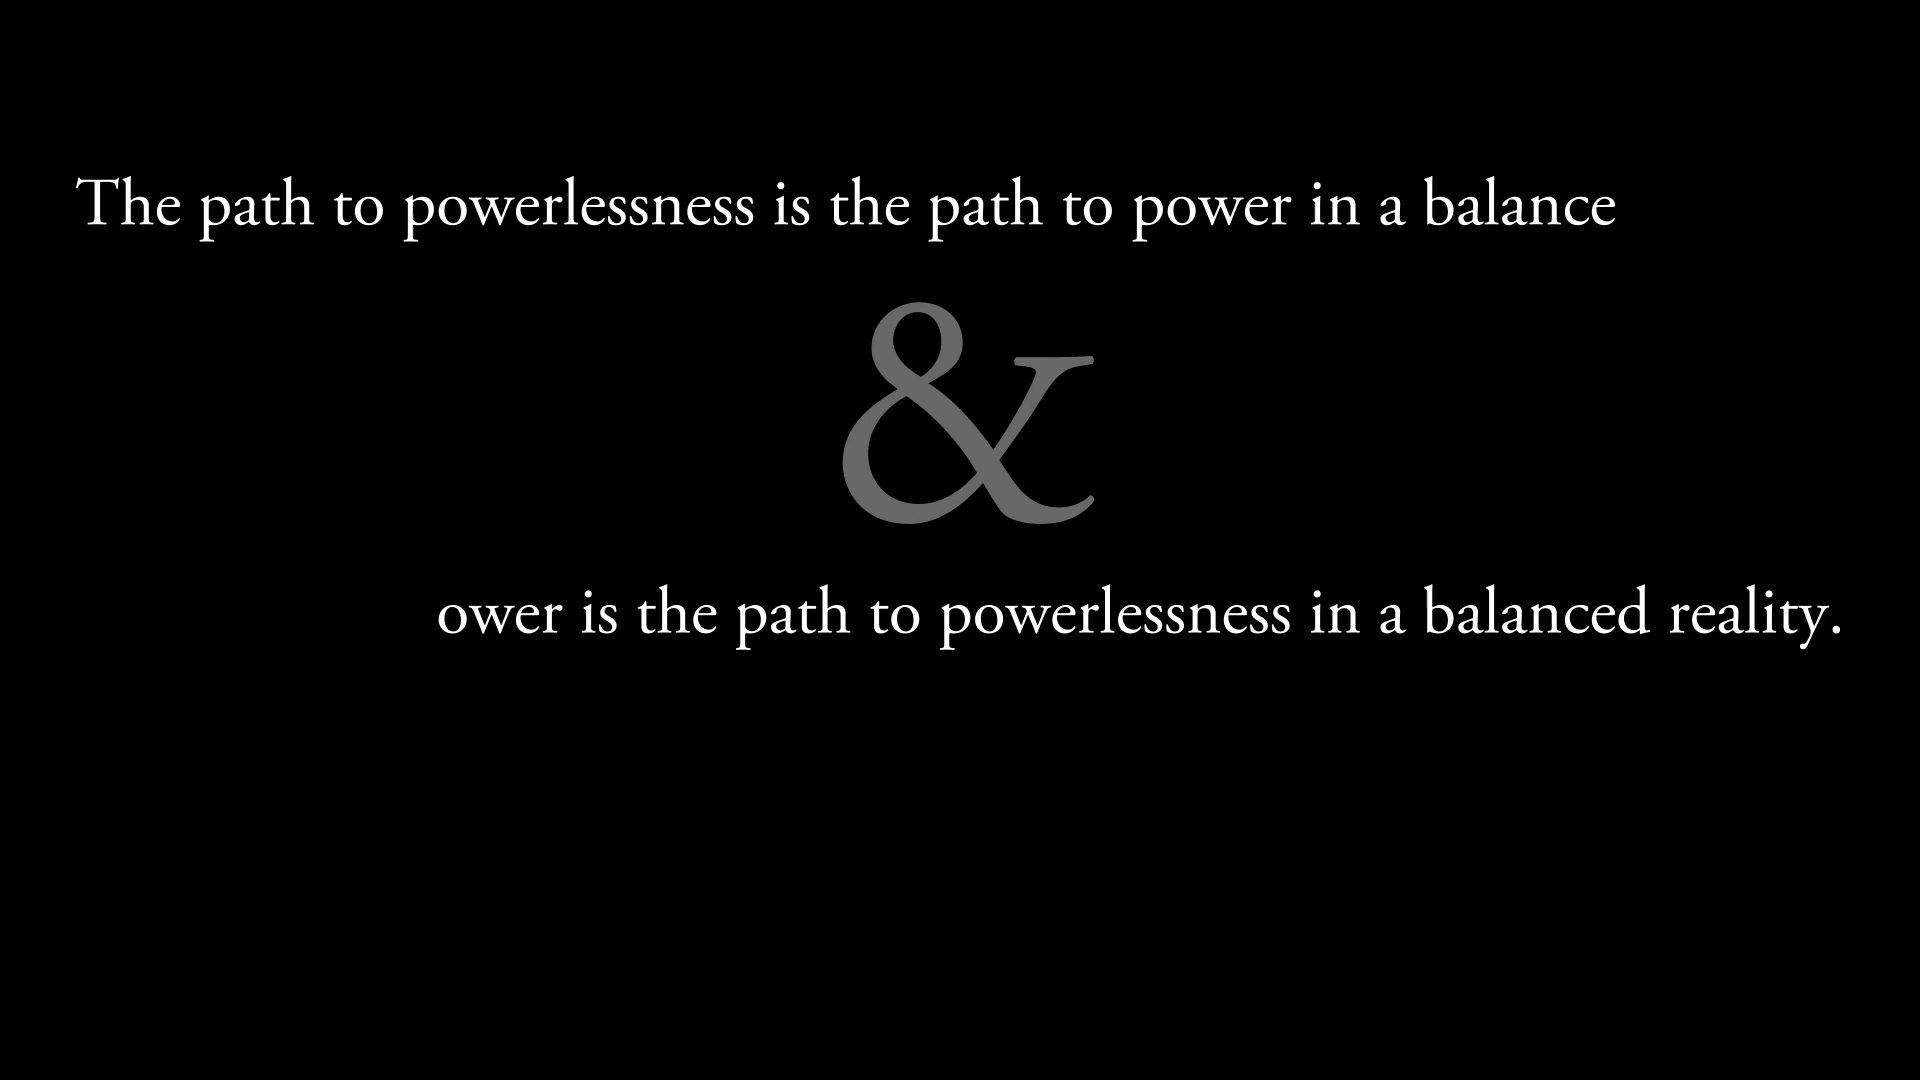 The path to powerlessness is the path to power in a balance
&
ower is the path to powerlessness in a balanced reality.